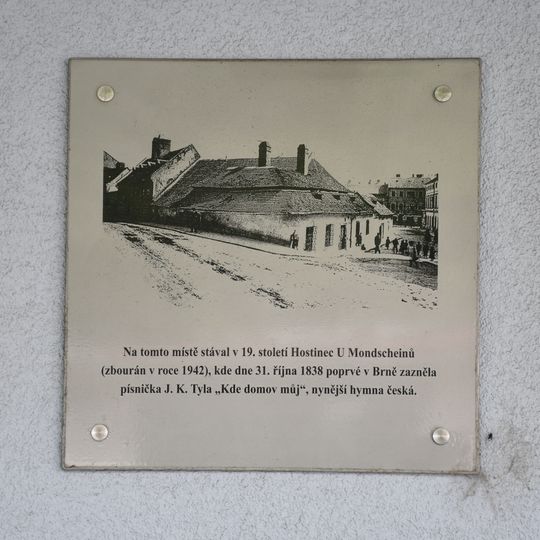 Na tomto místě stával v 19. století Hostinec U Mondscheinů
(zbourán v roce 1942), kde dne 31. října 1838 poprvé v Brně zazněla
písnička J. K. Tyla „Kde domov můj“, nynější hymna česká.